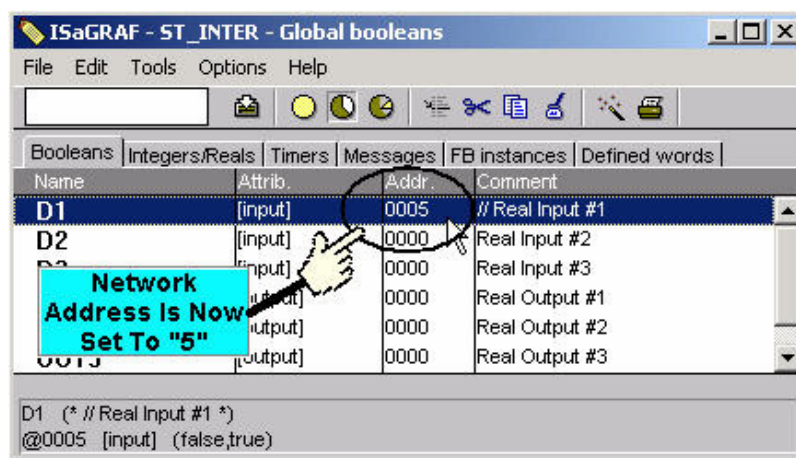 ISaGRAF - ST_INTER - Global booleans
File Edit Tools Options Help
Booleans Integers/Reals Timers Messages FB instances Defined words
Name Attrib. Addr. Comment
D1 [input] 0005 // Real Input #1
D2 [input] 0000 Real Input #2
[input] 0000 Real Input #3
0000 Real Output #1
0000 Real Output #2
0000 Real Output #3
Network
Address Is Now
Set To "5"
D1 (* // Real Input #1 *)
@0005 [input] (false,true)